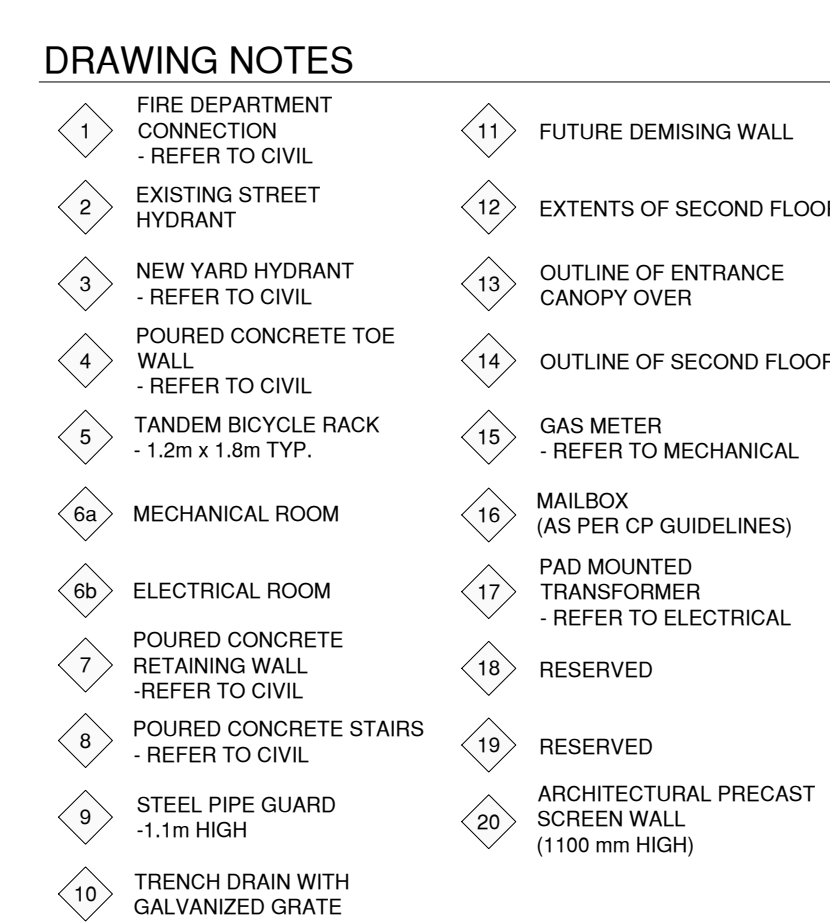 DRAWING NOTES
1
FIRE DEPARTMENT
CONNECTION
- REFER TO CIVIL
2
EXISTING STREET
HYDRANT
3
NEW YARD HYDRANT
- REFER TO CIVIL
4
POURED CONCRETE TOE
WALL
- REFER TO CIVIL
5
TANDEM BICYCLE RACK
- 1.2m x 1.8m TYP.
6a
MECHANICAL ROOM
6b
ELECTRICAL ROOM
7
POURED CONCRETE
RETAINING WALL
-REFER TO CIVIL
8
POURED CONCRETE STAIRS
- REFER TO CIVIL
9
STEEL PIPE GUARD
-1.1m HIGH
10
TRENCH DRAIN WITH
GALVANIZED GRATE
11
FUTURE DEMISING WALL
12
EXTENTS OF SECOND FLOOR
13
OUTLINE OF ENTRANCE
CANOPY OVER
14
OUTLINE OF SECOND FLOOR
15
GAS METER
- REFER TO MECHANICAL
16
MAILBOX
(AS PER CP GUIDELINES)
17
PAD MOUNTED
TRANSFORMER
- REFER TO ELECTRICAL
18
RESERVED
19
RESERVED
20
ARCHITECTURAL PRECAST
SCREEN WALL
(1100 mm HIGH)